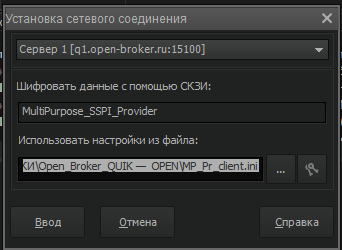 Установка сетевого соединения
Сервер 1 [q1.open-broker.ru:15100]
Шифровать данные с помощью СКЗИ:
MultiPurpose_SSPI_Provider
Использовать настройки из файла:
КИ\Open_Broker_QUIK — OPEN\MP_Pr_client.ini
...
Ввод Отмена Справка